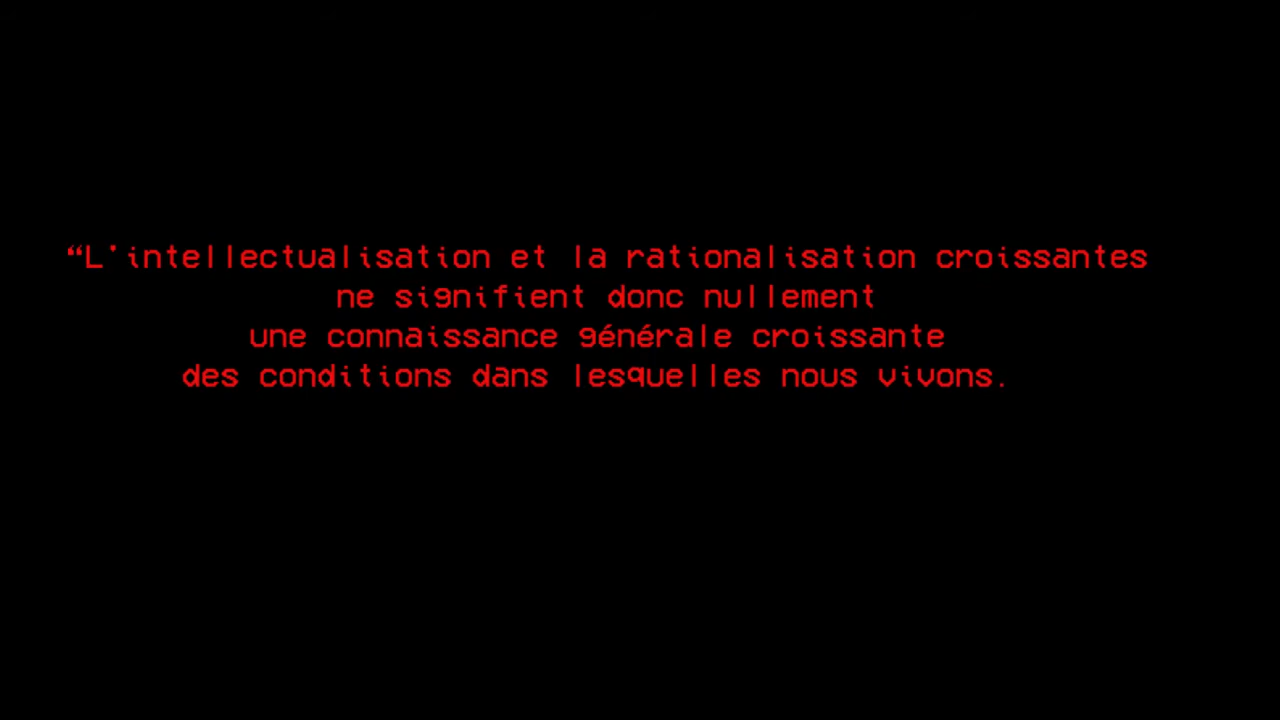 “L'intellectualisation et la rationalisation croissantes
ne signifient donc nullement
une connaissance générale croissante
des conditions dans lesquelles nous vivons.